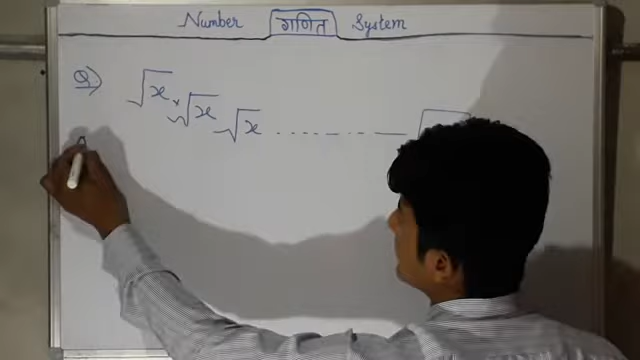 Number गणित System
Q) √x × √x √x ............ √